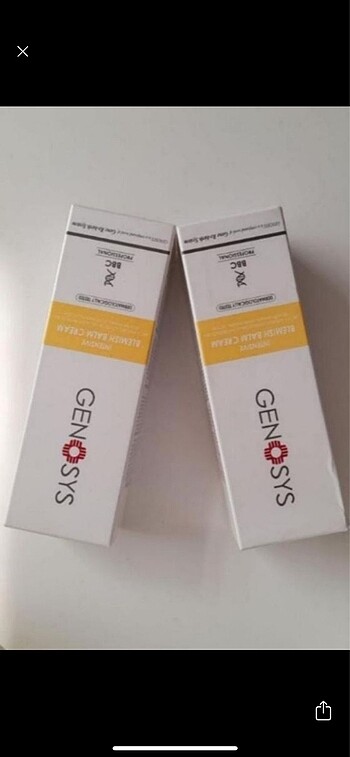 GENOSYS
INTENSIVE
BLEMISH BALM CREAM
DERMATOLOGICALLY TESTED
BBC
PROFESSIONAL
GENOSYS
INTENSIVE
BLEMISH BALM CREAM
DERMATOLOGICALLY TESTED
BBC
PROFESSIONAL